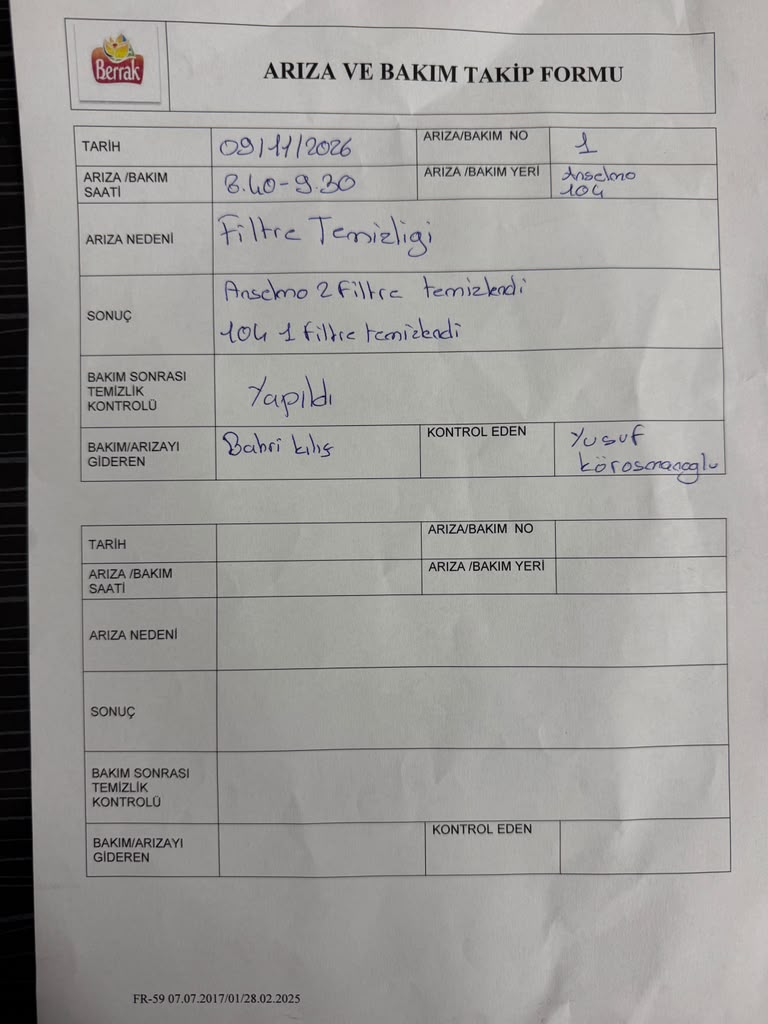 Berrak
ARIZA VE BAKIM TAKİP FORMU
TARİH 09/11/2026 ARIZA/BAKIM NO 1
ARIZA /BAKIM SAATİ 8.40-9.30 ARIZA /BAKIM YERİ Anselmo 104
ARIZA NEDENİ Filtre Temizligi
SONUÇ Anselmo 2 filtre temizlendi
104 1 filtre temizlendi
BAKIM SONRASI TEMİZLİK KONTROLÜ Yapıldı
BAKIM/ARIZAYI GİDEREN Bahri kılış KONTROL EDEN Yusuf körosmanoglu
TARİH ARIZA/BAKIM NO
ARIZA /BAKIM SAATİ ARIZA /BAKIM YERİ
ARIZA NEDENİ
SONUÇ
BAKIM SONRASI TEMİZLİK KONTROLÜ
BAKIM/ARIZAYI GİDEREN KONTROL EDEN
FR-59 07.07.2017/01/28.02.2025